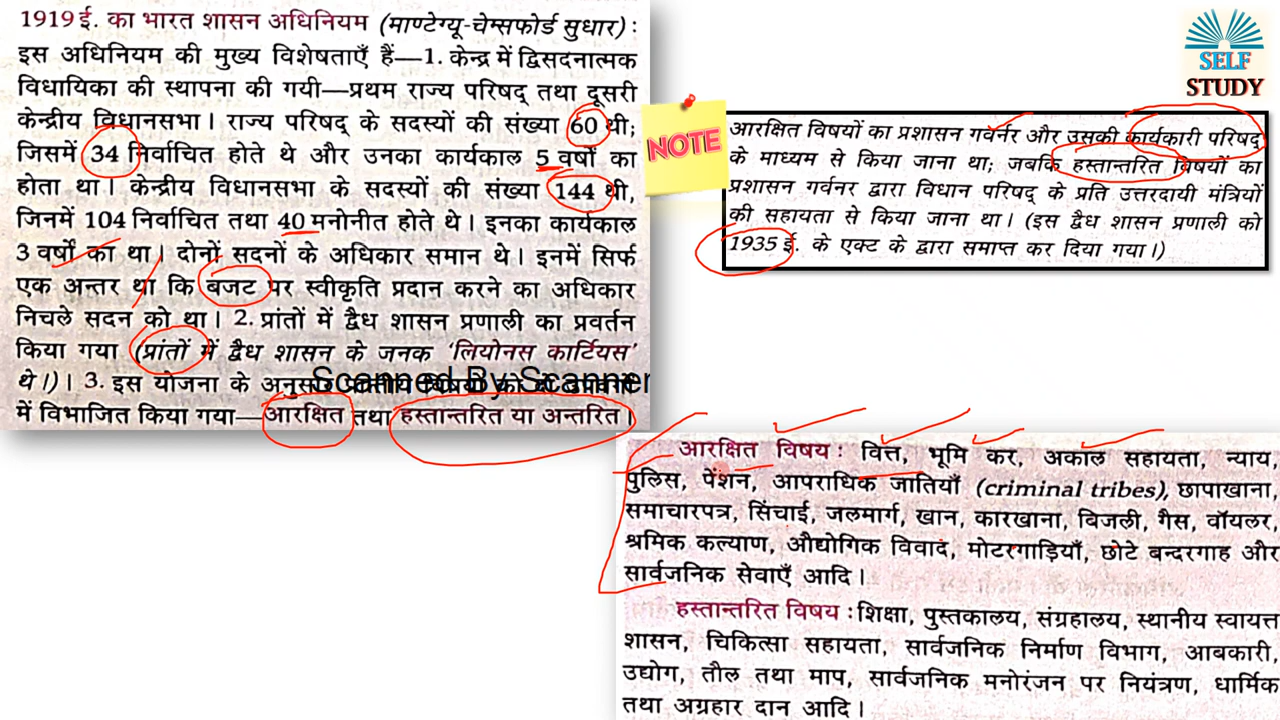 1919 ई. का भारत शासन अधिनियम (माण्टेग्यू-चेम्सफोर्ड सुधार) :
इस अधिनियम की मुख्य विशेषताएँ हैं—1. केन्द्र में द्विसदनात्मक
विधायिका की स्थापना की गयी—प्रथम राज्य परिषद् तथा दूसरी
केन्द्रीय विधानसभा। राज्य परिषद् के सदस्यों की संख्या 60 थी;
जिसमें 34 निर्वाचित होते थे और उनका कार्यकाल 5 वर्षों का
होता था। केन्द्रीय विधानसभा के सदस्यों की संख्या 144 थी,
जिनमें 104 निर्वाचित तथा 40 मनोनीत होते थे। इनका कार्यकाल
3 वर्षों का था। दोनों सदनों के अधिकार समान थे। इनमें सिर्फ
एक अन्तर था कि बजट पर स्वीकृति प्रदान करने का अधिकार
निचले सदन को था। 2. प्रांतों में द्वैध शासन प्रणाली का प्रवर्तन
किया गया (प्रांतों में द्वैध शासन के जनक ‘लियोनस कार्टियस’
थे।)। 3. इस योजना के अनुसार
Scanned By Scanner
में विभाजित किया गया—आरक्षित तथा हस्तान्तरित या अन्तरित।
SELF
STUDY
NOTE
आरक्षित विषयों का प्रशासन गवर्नर और उसकी कार्यकारी परिषद्
के माध्यम से किया जाना था; जबकि हस्तान्तरित विषयों का
प्रशासन गवर्नर द्वारा विधान परिषद् के प्रति उत्तरदायी मंत्रियों
की सहायता से किया जाना था। (इस द्वैध शासन प्रणाली को
1935 ई. के एक्ट के द्वारा समाप्त कर दिया गया।)
आरक्षित विषय : वित्त, भूमि कर, अकाल सहायता, न्याय,
पुलिस, पेंशन, आपराधिक जातियाँ (criminal tribes), छापाखाना,
समाचारपत्र, सिंचाई, जलमार्ग, खान, कारखाना, बिजली, गैस, वॉयलर,
श्रमिक कल्याण, औद्योगिक विवाद, मोटरगाड़ियाँ, छोटे बन्दरगाह और
सार्वजनिक सेवाएँ आदि।
हस्तान्तरित विषय : शिक्षा, पुस्तकालय, संग्रहालय, स्थानीय स्वायत्त
शासन, चिकित्सा सहायता, सार्वजनिक निर्माण विभाग, आबकारी,
उद्योग, तौल तथा माप, सार्वजनिक मनोरंजन पर नियंत्रण, धार्मिक
तथा अग्रहार दान आदि।